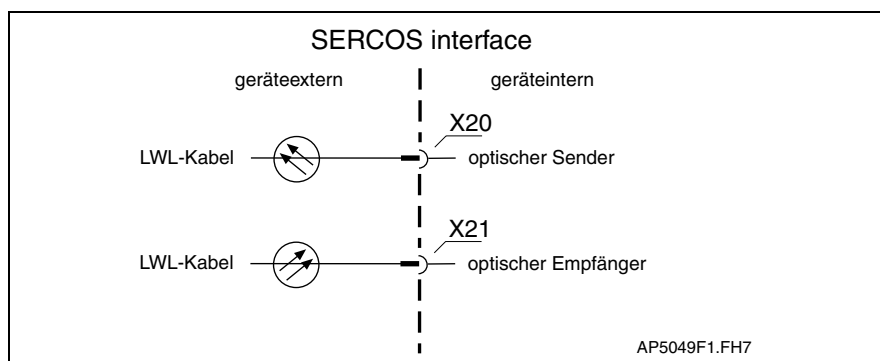 SERCOS interface
geräteextern geräteintern
X20
LWL-Kabel optischer Sender
X21
LWL-Kabel optischer Empfänger
AP5049F1.FH7